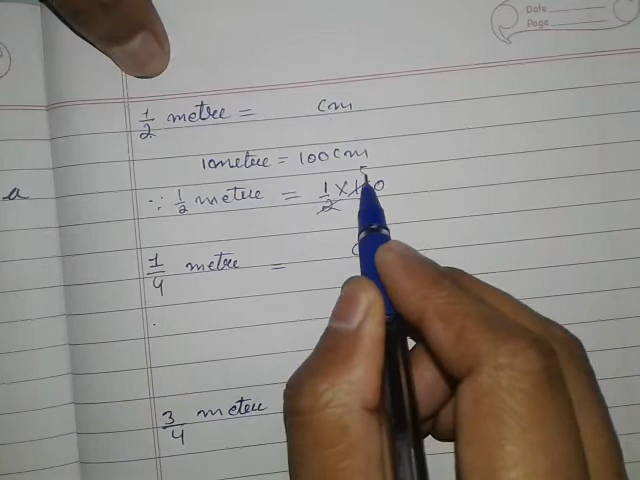 Date
Page
1/2 metre = cm
1 metre = 100 cm
a
∵ 1/2 metre = 1/2 × 100
5
1/4 metre =
3/4 metre